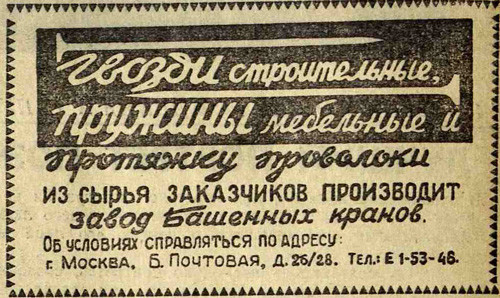 гвозди строительные,
пружины мебельные и
протяжку проволоки
ИЗ СЫРЬЯ ЗАКАЗЧИКОВ ПРОИЗВОДИТ
завод Башенных кранов.
ОБ УСЛОВИЯХ СПРАВЛЯТЬСЯ ПО АДРЕСУ:
г. МОСКВА, Б. ПОЧТОВАЯ, Д. 26/28. ТЕЛ.: Е 1-53-46.